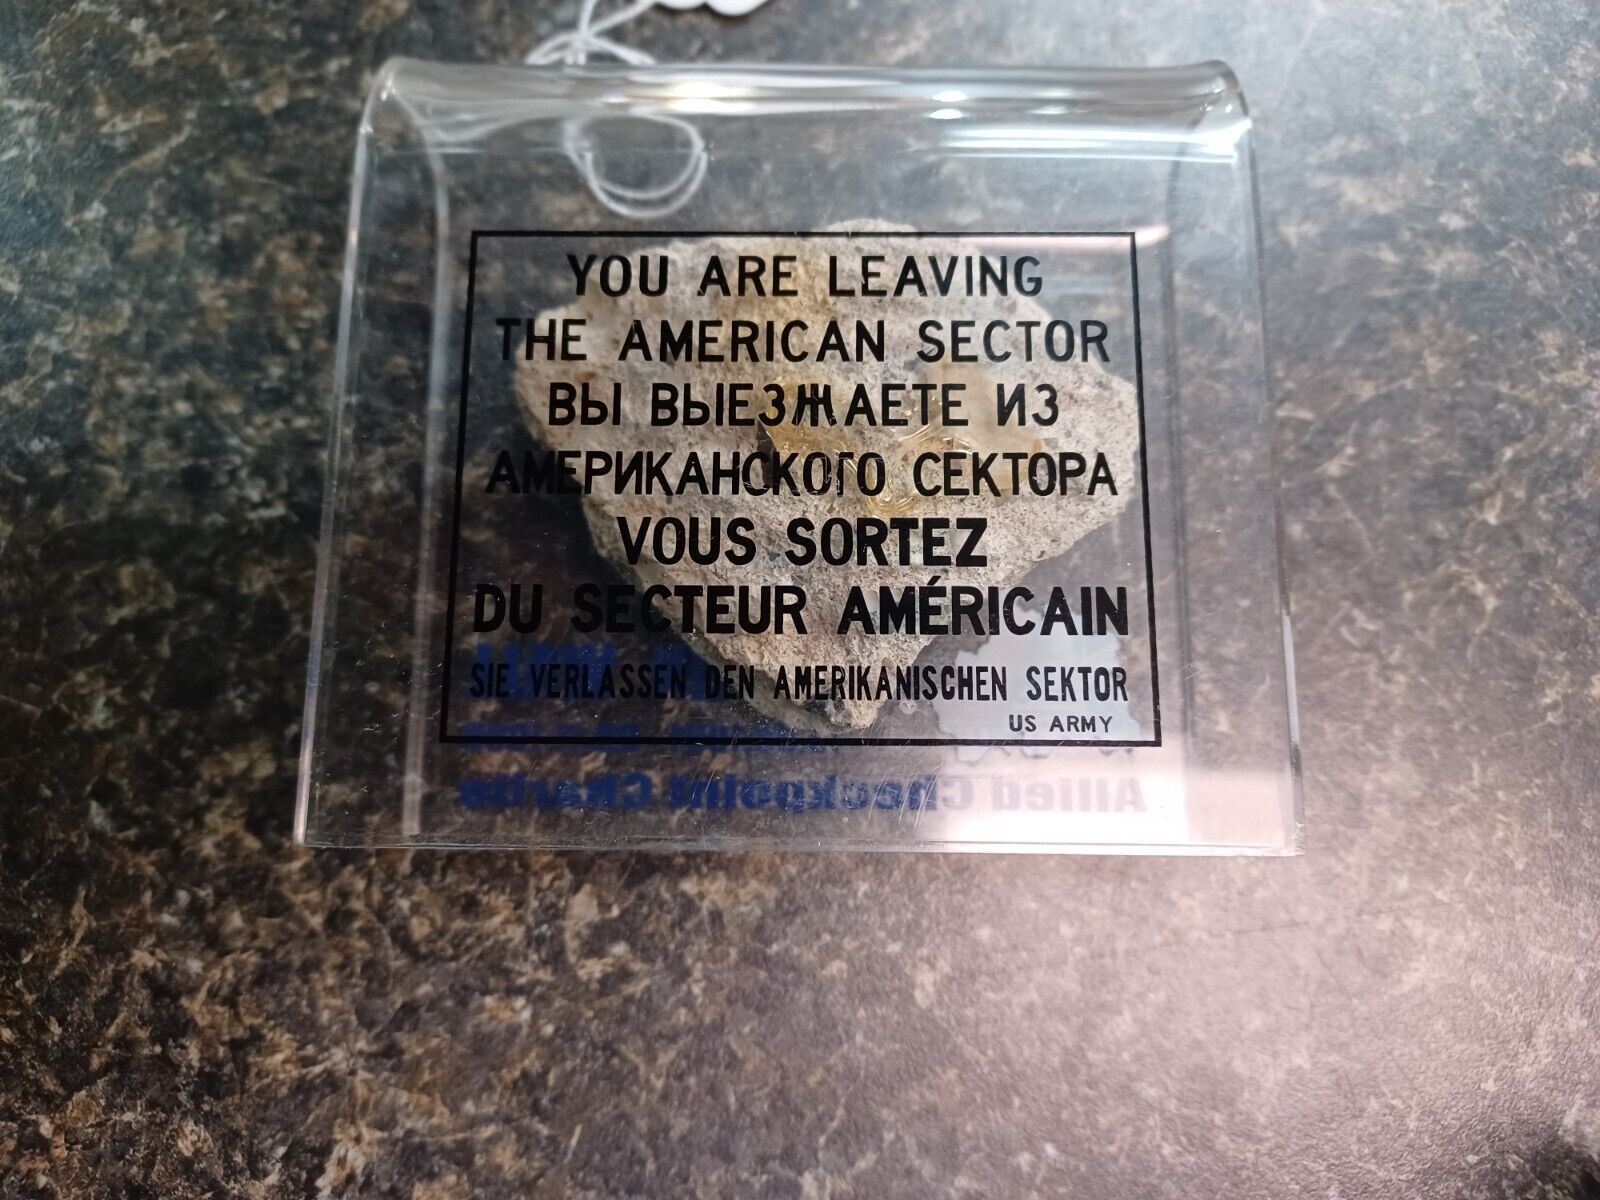 YOU ARE LEAVING
THE AMERICAN SECTOR
ВЫ ВЫЕЗЖАЕТЕ ИЗ
АМЕРИКАНСКОГО СЕКТОРА
VOUS SORTEZ
DU SECTEUR AMÉRICAIN
SIE VERLASSEN DEN AMERIKANISCHEN SEKTOR
US ARMY
Allied Checkpoint Charlie